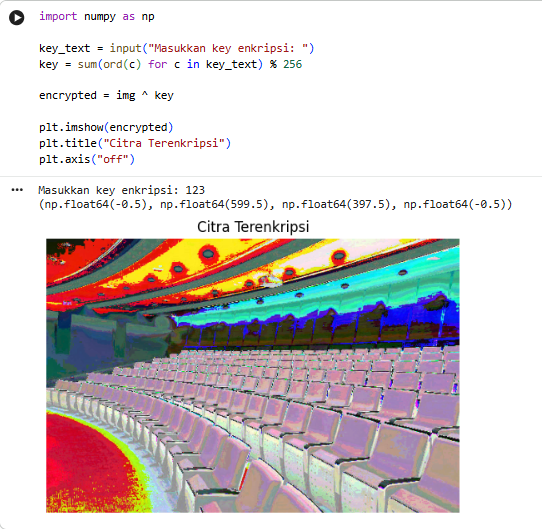 import numpy as np
key_text = input("Masukkan key enkripsi: ")
key = sum(ord(c) for c in key_text) % 256
encrypted = img ^ key
plt.imshow(encrypted)
plt.title("Citra Terenkripsi")
plt.axis("off")
Masukkan key enkripsi: 123
(np.float64(-0.5), np.float64(599.5), np.float64(397.5), np.float64(-0.5))
Citra Terenkripsi